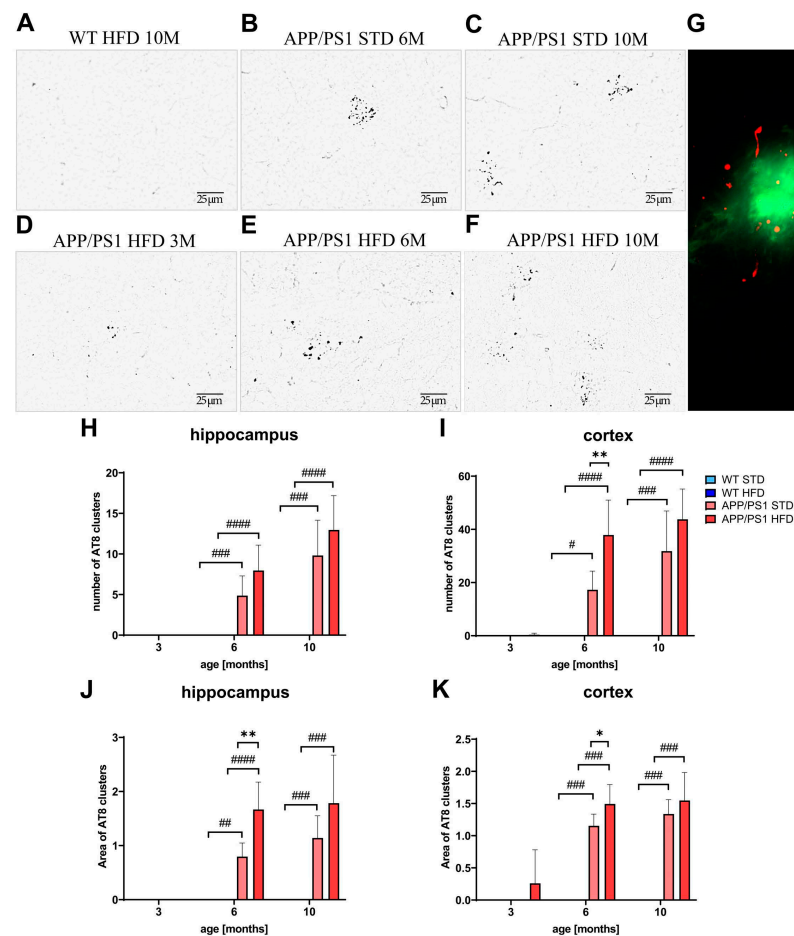 A
WT HFD 10M
25µm
B
APP/PS1 STD 6M
25µm
C
APP/PS1 STD 10M
25µm
G
D
APP/PS1 HFD 3M
25µm
E
APP/PS1 HFD 6M
25µm
F
APP/PS1 HFD 10M
25µm
H
hippocampus
number of AT8 clusters
20
15
10
5
0
###
####
###
####
3
6
10
age [months]
I
cortex
number of AT8 clusters
60
40
20
0
#
####
**
###
####
3
6
10
age [months]
WT STD
WT HFD
APP/PS1 STD
APP/PS1 HFD
J
hippocampus
Area of AT8 clusters
3
2
1
0
##
####
**
###
###
3
6
10
age [months]
K
cortex
Area of AT8 clusters
2.5
2.0
1.5
1.0
0.5
0.0
###
###
*
###
###
3
6
10
age [months]